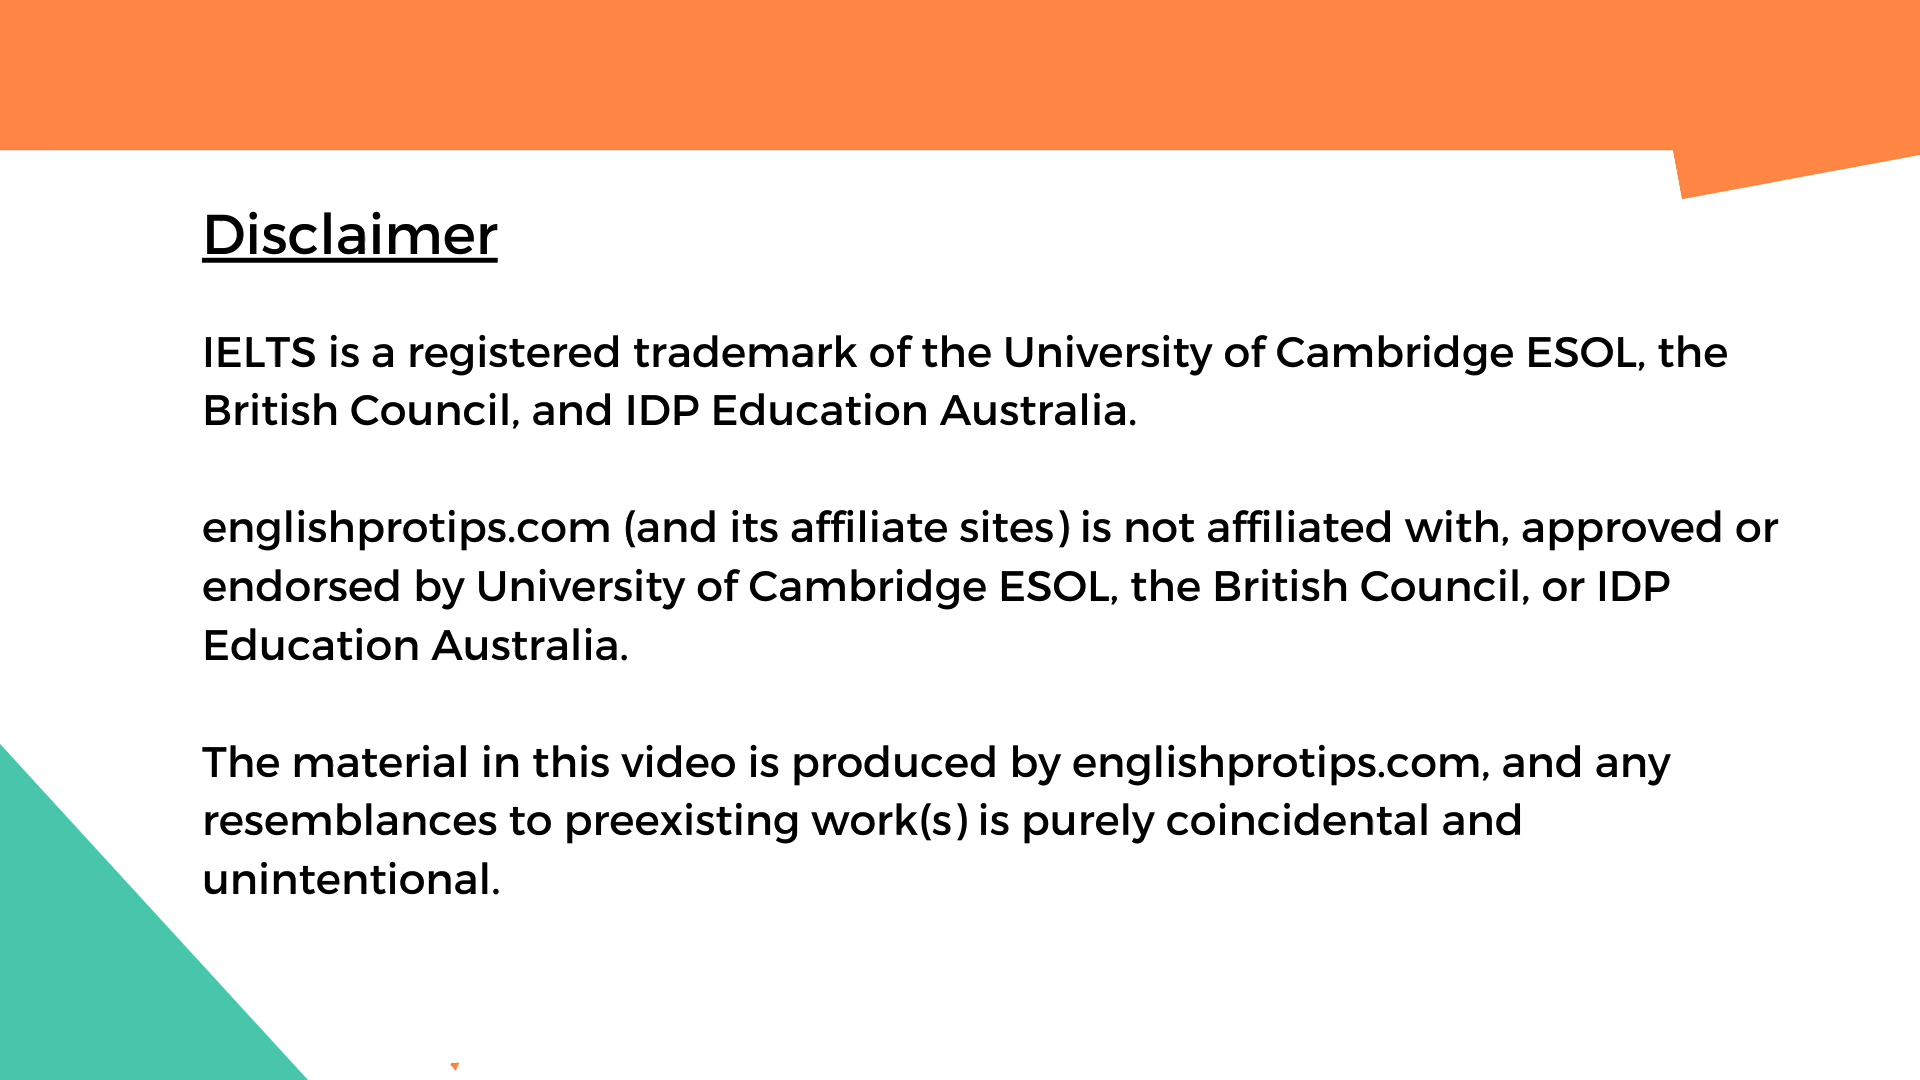 Disclaimer
IELTS is a registered trademark of the University of Cambridge ESOL, the
British Council, and IDP Education Australia.
englishprotips.com (and its affiliate sites) is not affiliated with, approved or
endorsed by University of Cambridge ESOL, the British Council, or IDP
Education Australia.
The material in this video is produced by englishprotips.com, and any
resemblances to preexisting work(s) is purely coincidental and
unintentional.